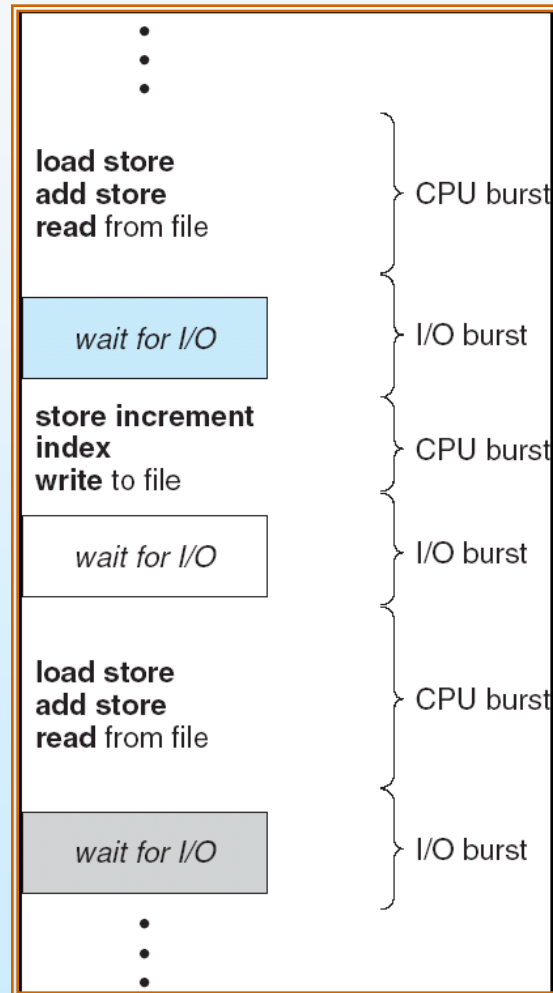 load store
add store
read from file
CPU burst
wait for I/O
I/O burst
store increment
index
write to file
CPU burst
wait for I/O
I/O burst
load store
add store
read from file
CPU burst
wait for I/O
I/O burst